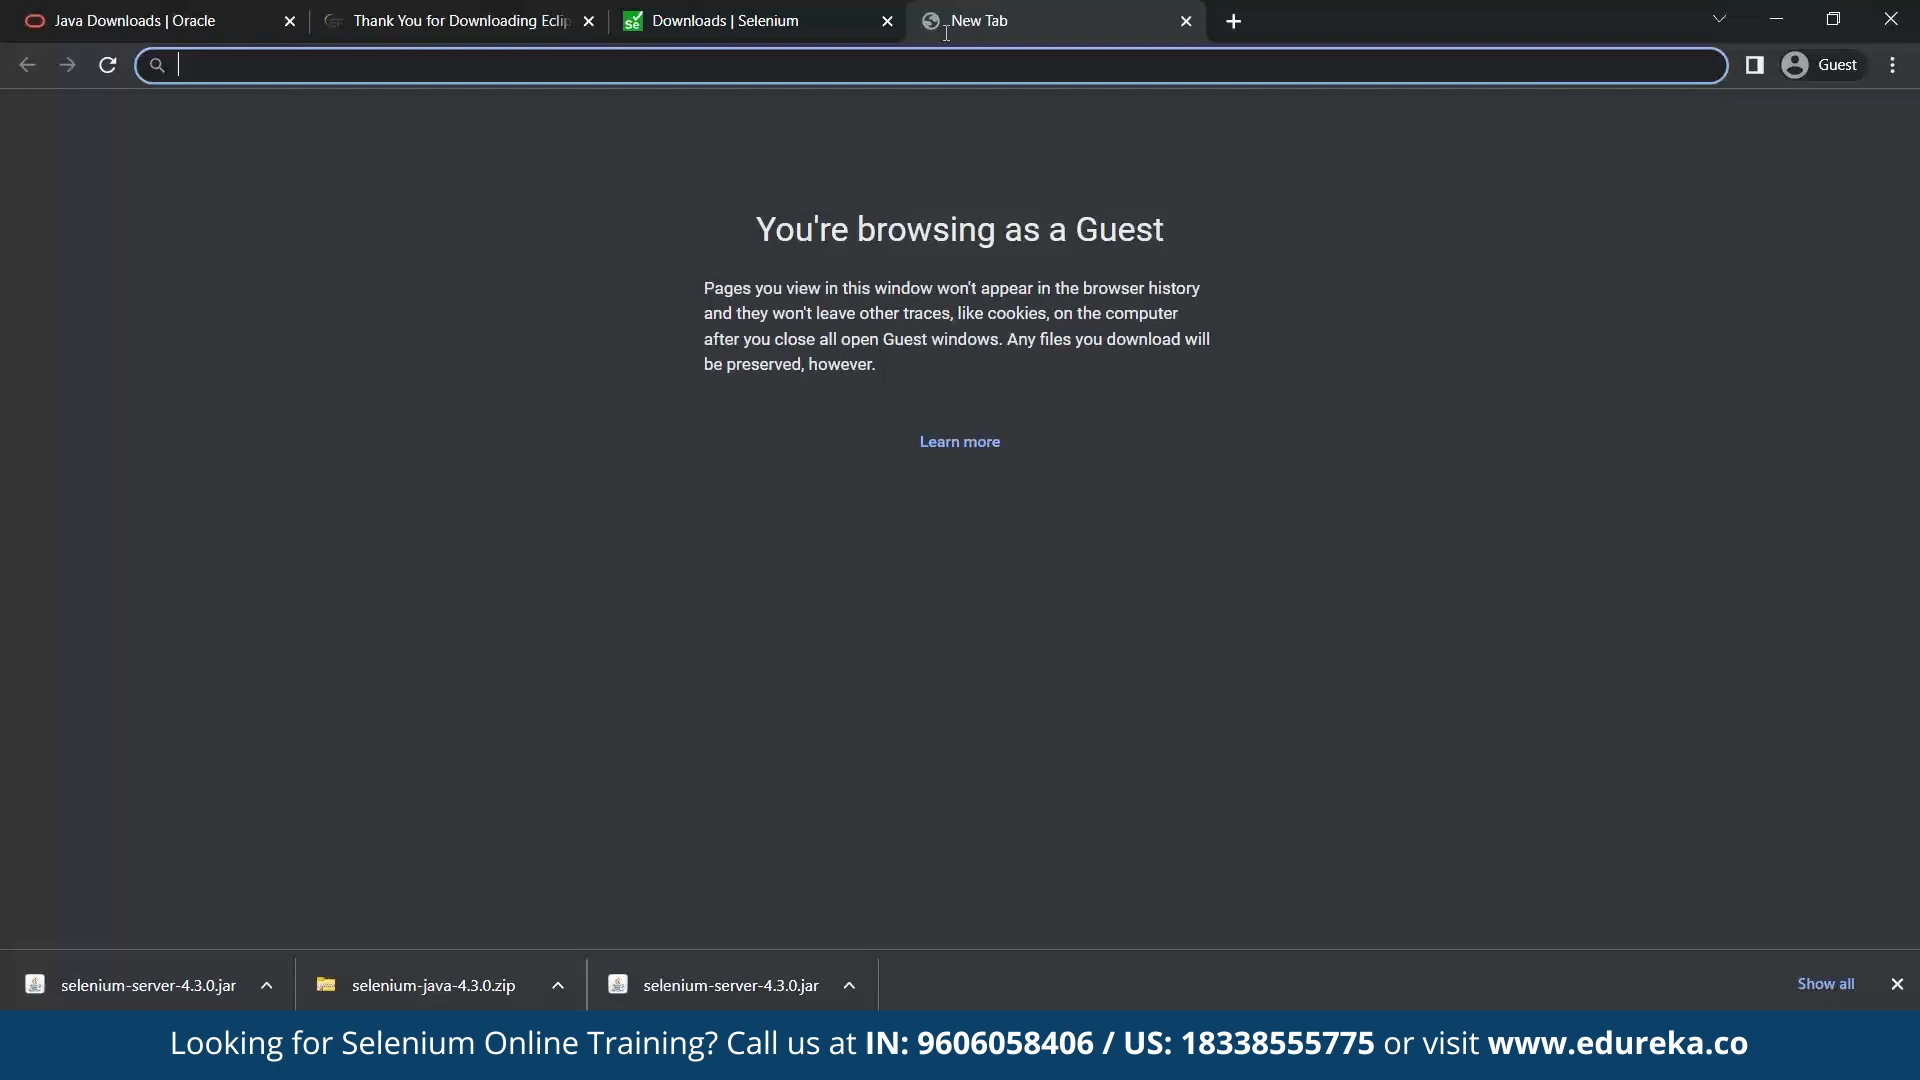 Java Downloads | Oracle
Thank You for Downloading Eclip
Downloads | Selenium
New Tab
Guest
You're browsing as a Guest
Pages you view in this window won't appear in the browser history
and they won't leave other traces, like cookies, on the computer
after you close all open Guest windows. Any files you download will
be preserved, however.
Learn more
selenium-server-4.3.0.jar
selenium-java-4.3.0.zip
selenium-server-4.3.0.jar
Show all
Looking for Selenium Online Training? Call us at IN: 9606058406 / US: 18338555775 or visit www.edureka.co